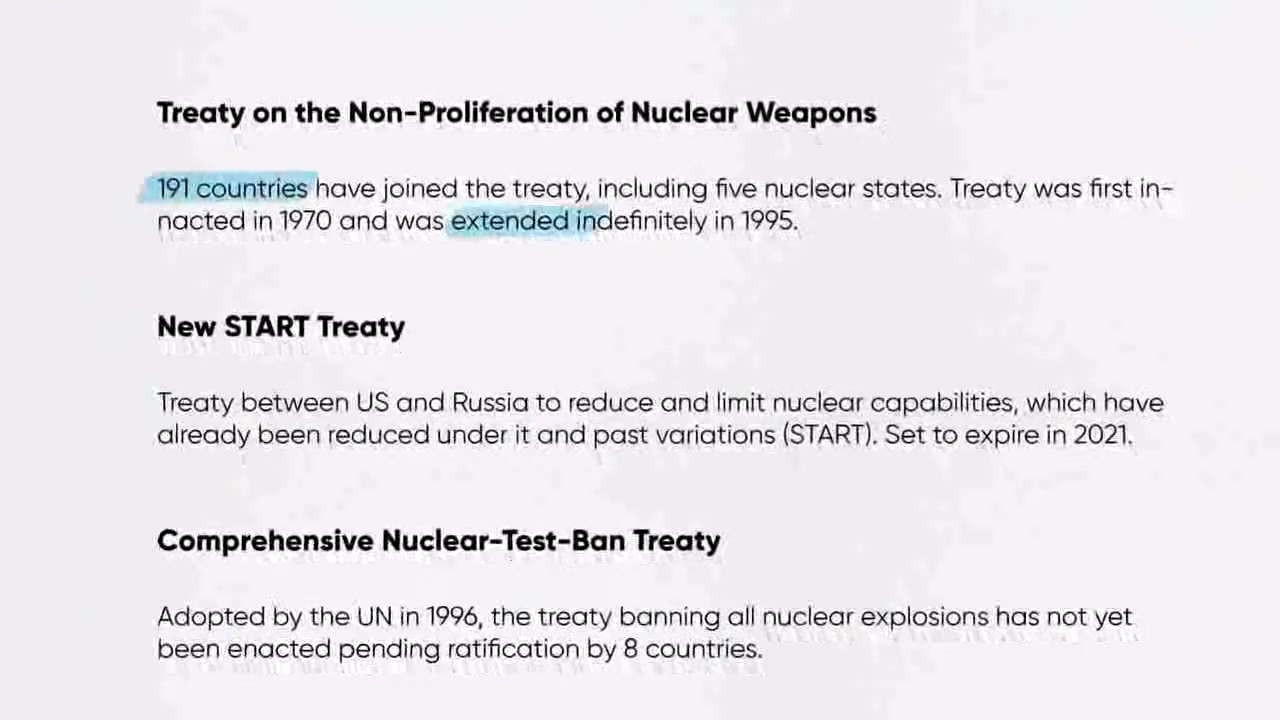 Treaty on the Non-Proliferation of Nuclear Weapons
191 countries have joined the treaty, including five nuclear states. Treaty was first in-
nacted in 1970 and was extended indefinitely in 1995.
New START Treaty
Treaty between US and Russia to reduce and limit nuclear capabilities, which have
already been reduced under it and past variations (START). Set to expire in 2021.
Comprehensive Nuclear-Test-Ban Treaty
Adopted by the UN in 1996, the treaty banning all nuclear explosions has not yet
been enacted pending ratification by 8 countries.